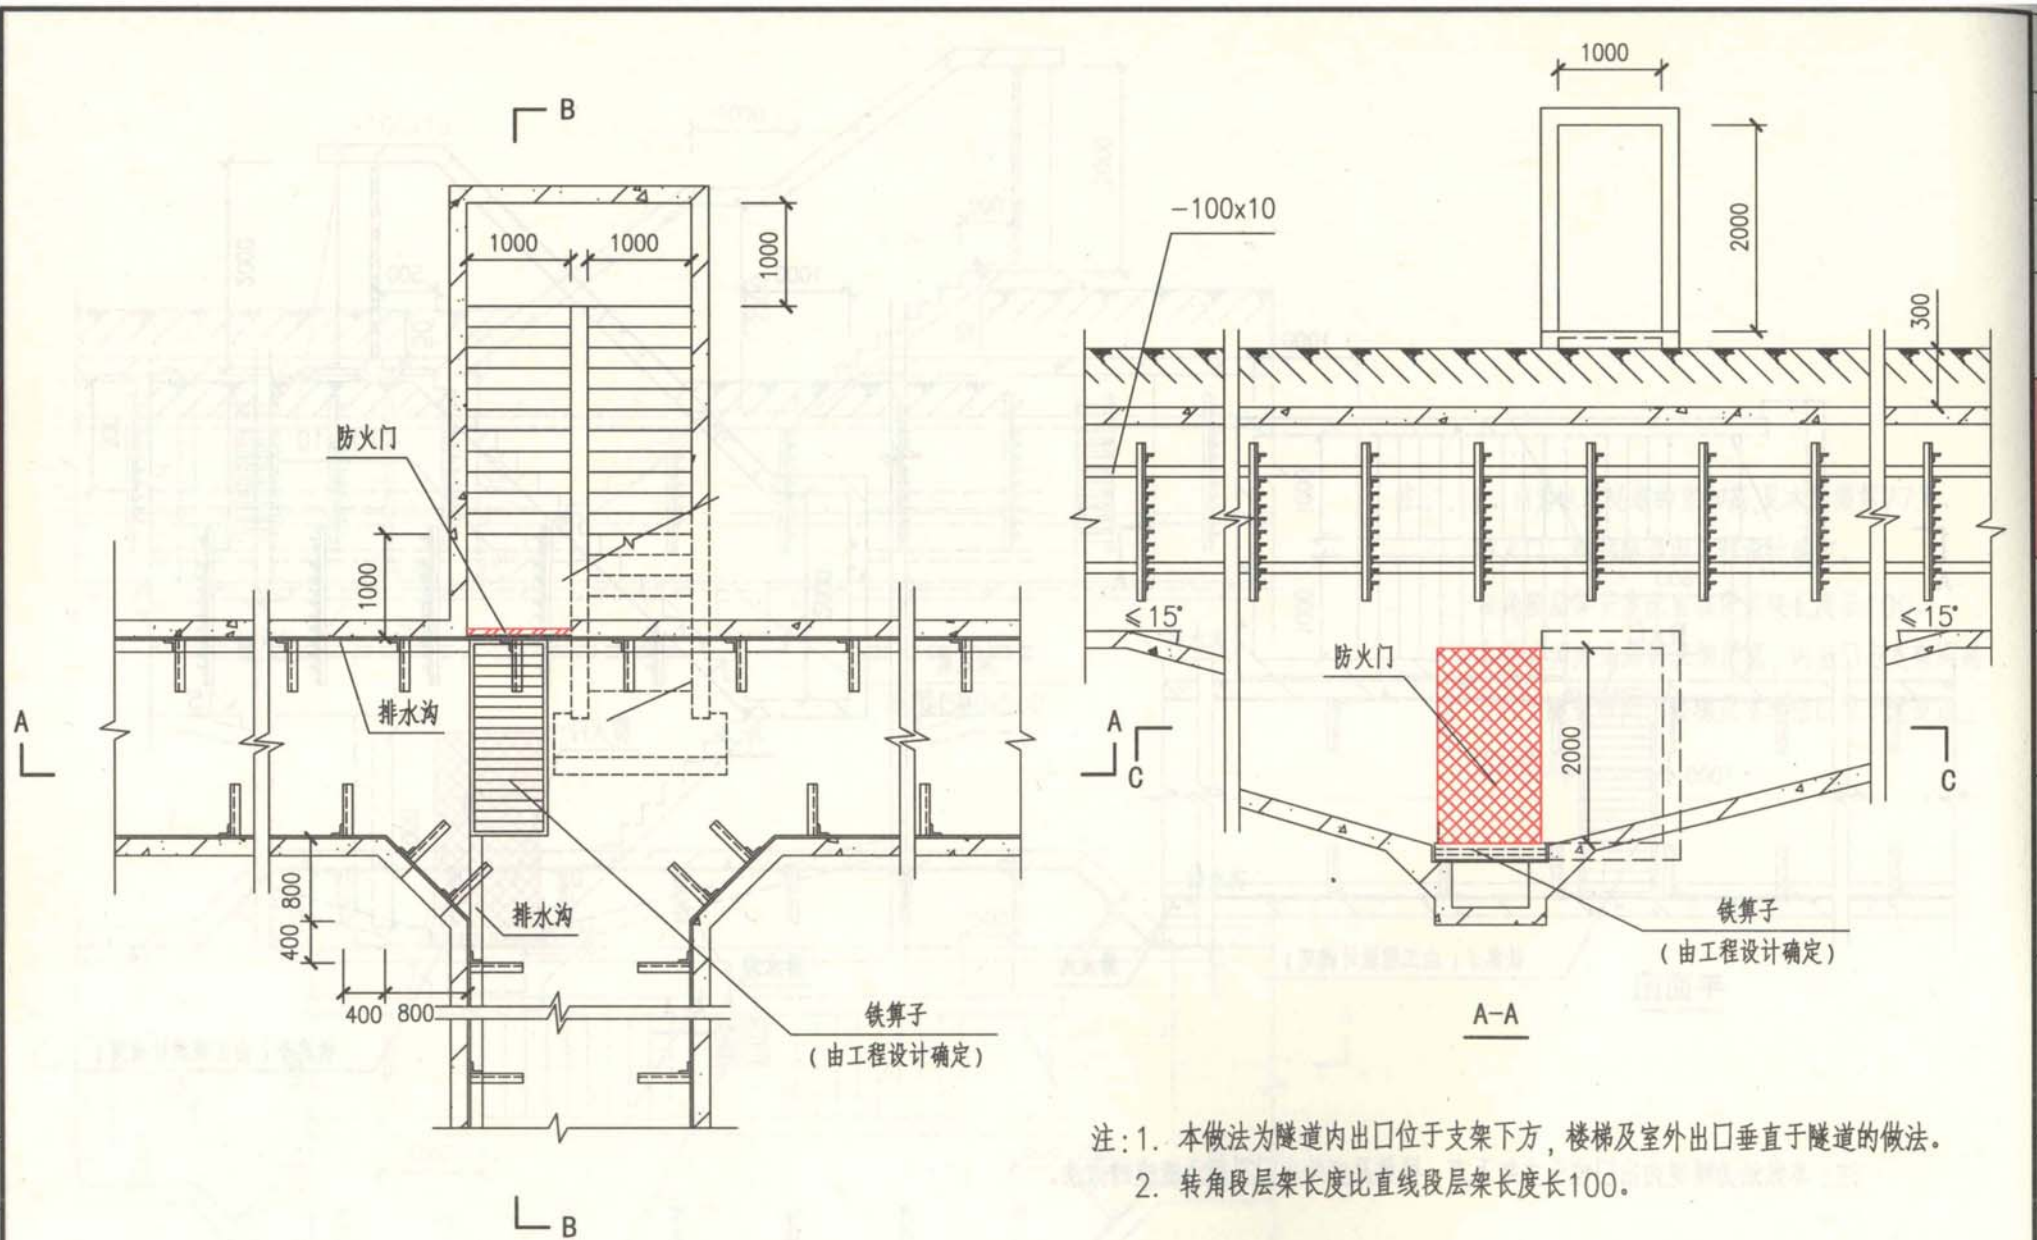 B
1000
1000
1000
防火门
1000
排水沟
A
800
400
排水沟
400
800
铁箅子
(由工程设计确定)
B
1000
-100x10
2000
300
≤15°
≤15°
防火门
A
C
2000
C
铁箅子
(由工程设计确定)
A-A
注:1. 本做法为隧道内出口位于支架下方,楼梯及室外出口垂直于隧道的做法。
2. 转角段层架长度比直线段层架长度长100。